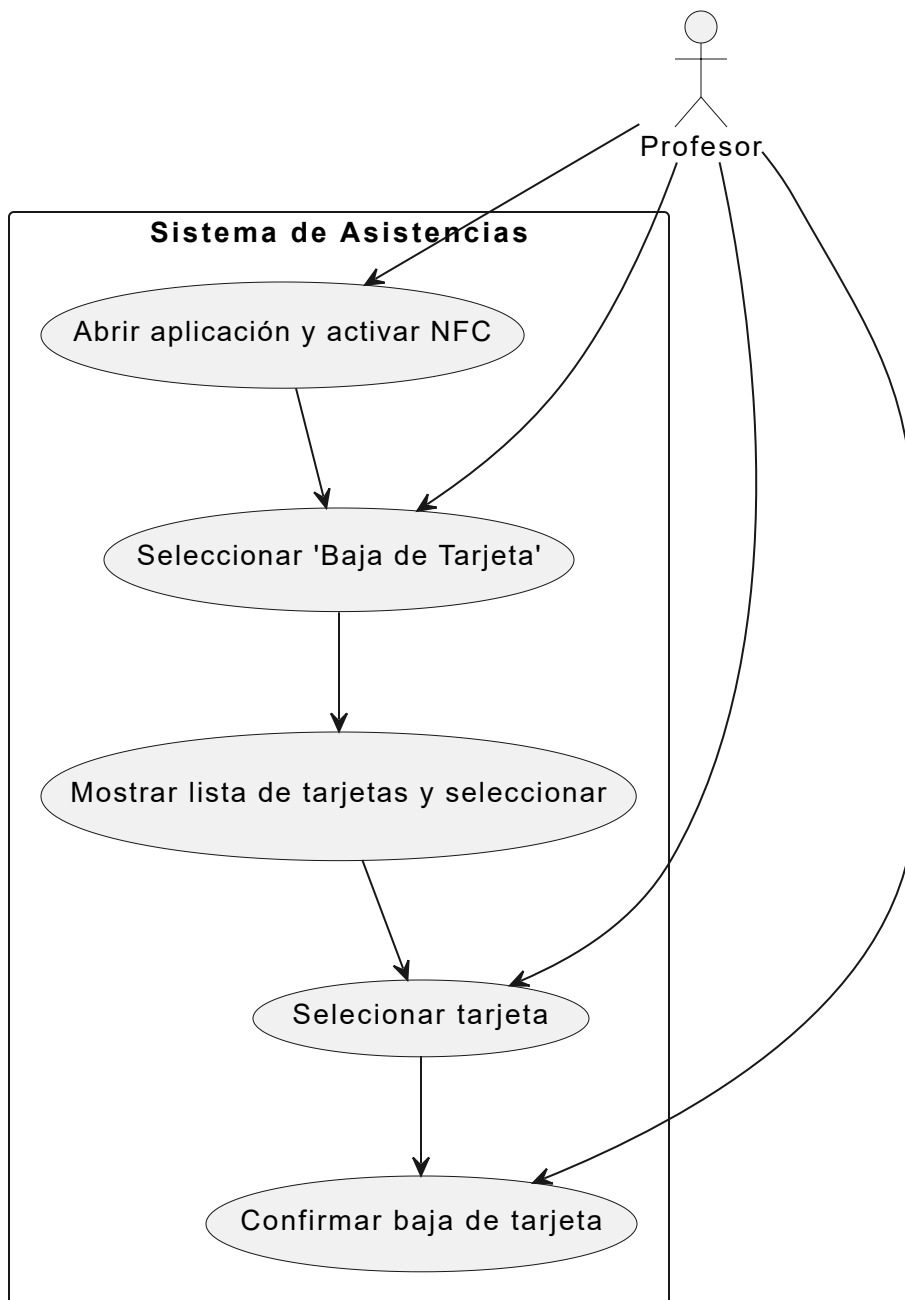 Profesor
Sistema de Asistencias
Abrir aplicación y activar NFC
Seleccionar 'Baja de Tarjeta'
Mostrar lista de tarjetas y seleccionar
Selecionar tarjeta
Confirmar baja de tarjeta